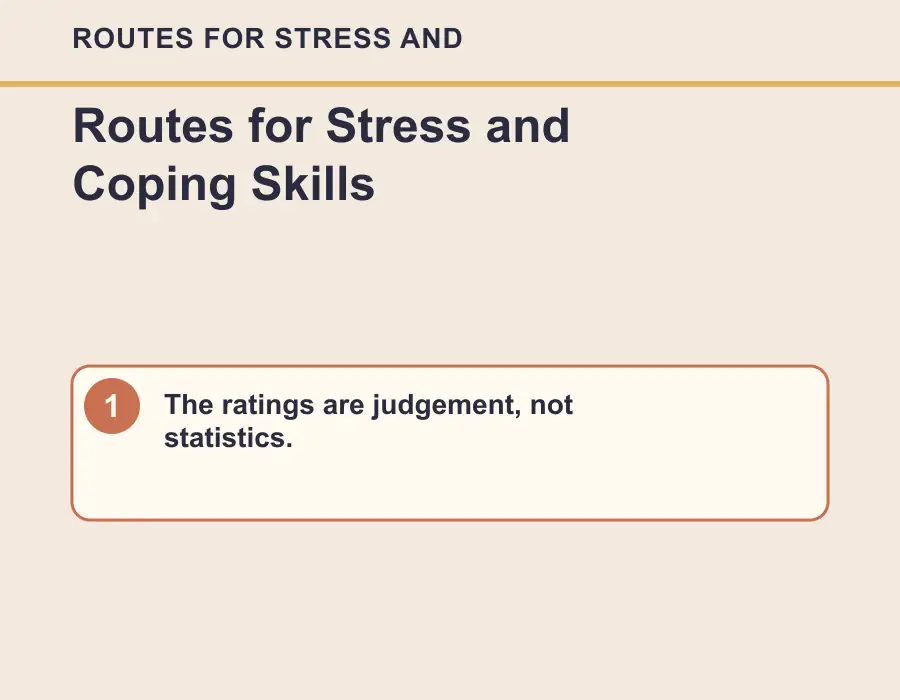 ROUTES FOR STRESS AND
Routes for Stress and
Coping Skills
1
The ratings are judgement, not
statistics.